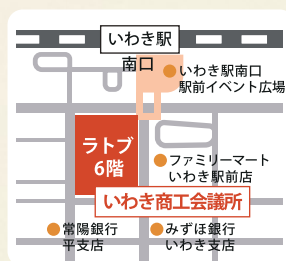 いわき駅
南口
いわき駅南口
駅前イベント広場
ラトブ
6階
ファミリーマート
いわき駅前店
いわき商工会議所
常陽銀行
平支店
みずほ銀行
いわき支店